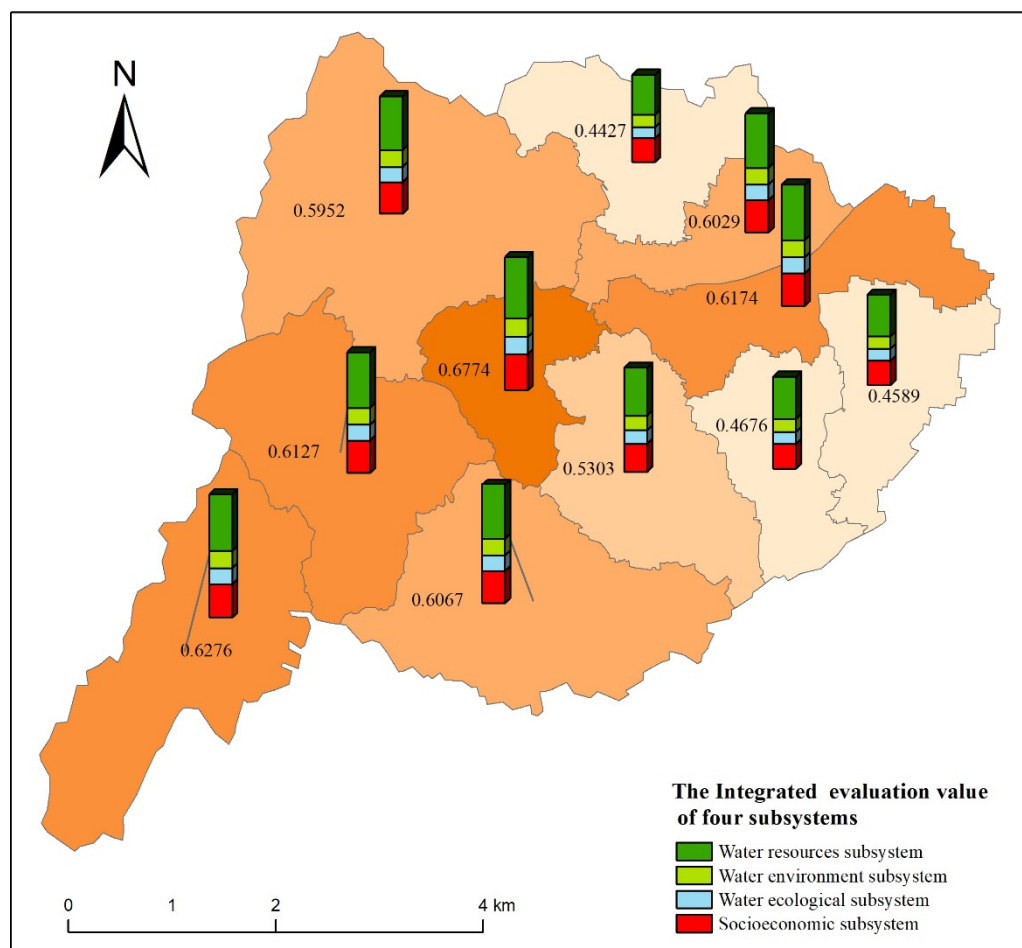 N
0.4427
0.5952
0.6029
0.6174
0.6774
0.4589
0.4676
0.6127
0.5303
0.6067
0.6276
The Integrated evaluation value
of four subsystems
Water resources subsystem
Water environment subsystem
Water ecological subsystem
Socioeconomic subsystem
0 1 2 4 km